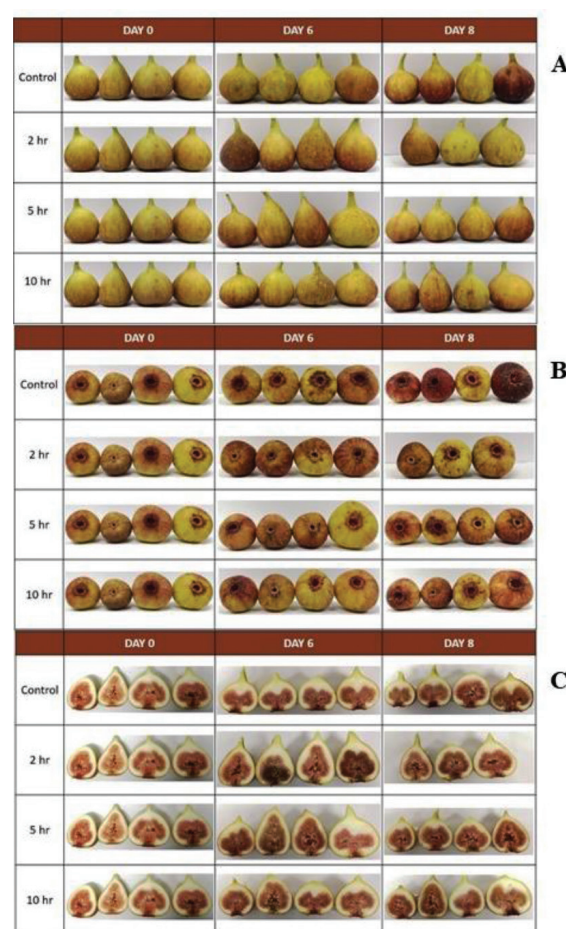 DAY 0 DAY 6 DAY 8
A
Control
2 hr
5 hr
10 hr
DAY 0 DAY 6 DAY 8
B
Control
2 hr
5 hr
10 hr
DAY 0 DAY 6 DAY 8
C
Control
2 hr
5 hr
10 hr